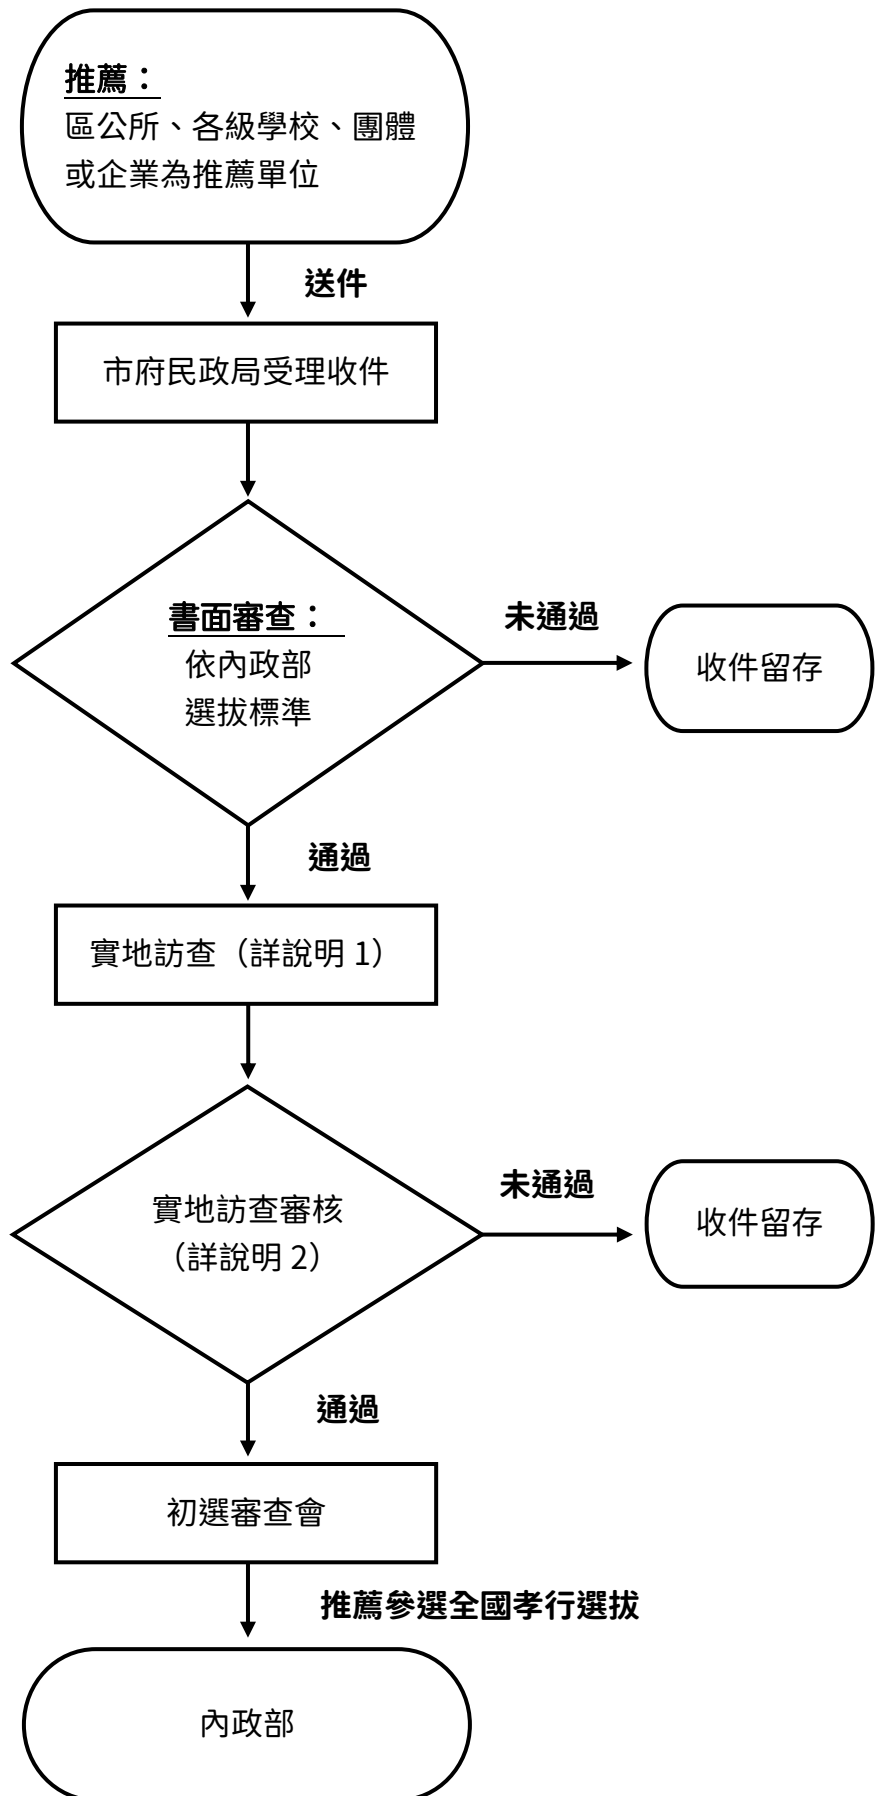 推薦：
區公所、各級學校、團體
或企業為推薦單位
送件
市府民政局受理收件
書面審查：
依內政部
選拔標準
未通過
收件留存
通過
實地訪查（詳說明 1）
實地訪查審核
（詳說明 2）
未通過
收件留存
通過
初選審查會
推薦參選全國孝行選拔
內政部